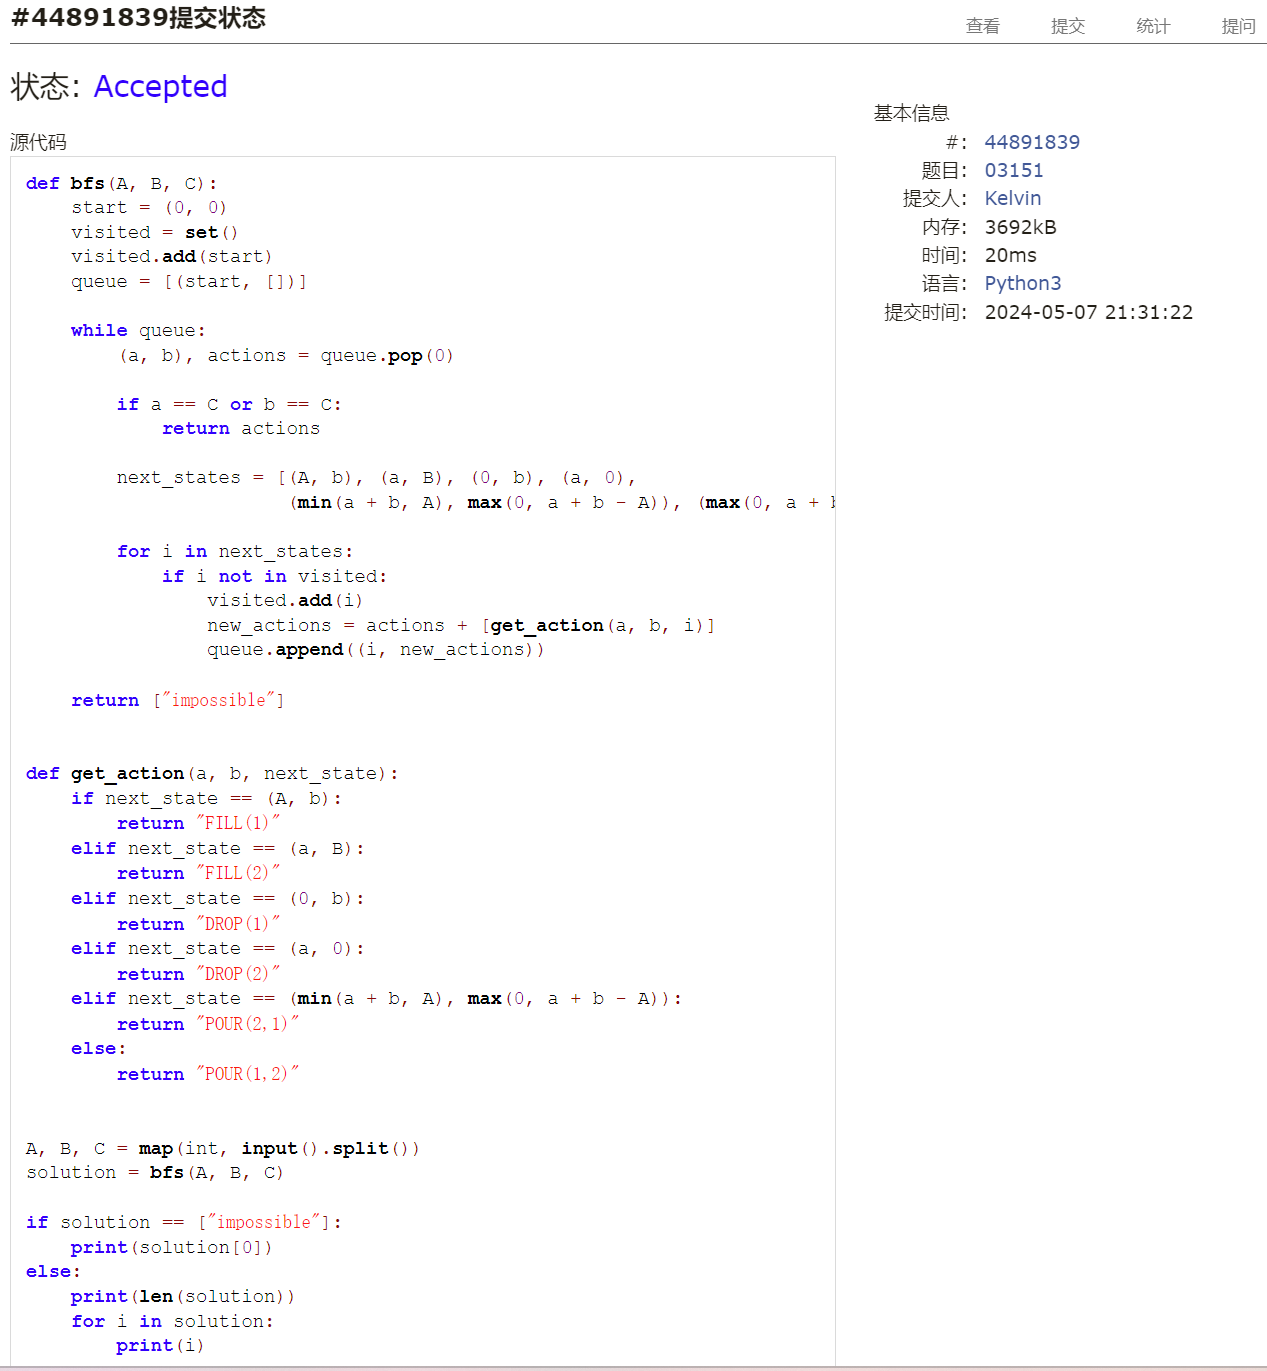 #44891839提交状态
查看 提交 统计 提问
状态: Accepted
源代码
def bfs(A, B, C):
    start = (0, 0)
    visited = set()
    visited.add(start)
    queue = [(start, [])]
    while queue:
        (a, b), actions = queue.pop(0)
        if a == C or b == C:
            return actions
        next_states = [(A, b), (a, B), (0, b), (a, 0),
                       (min(a + b, A), max(0, a + b - A)), (max(0, a +
        for i in next_states:
            if i not in visited:
                visited.add(i)
                new_actions = actions + [get_action(a, b, i)]
                queue.append((i, new_actions))
    return ["impossible"]
def get_action(a, b, next_state):
    if next_state == (A, b):
        return "FILL(1)"
    elif next_state == (a, B):
        return "FILL(2)"
    elif next_state == (0, b):
        return "DROP(1)"
    elif next_state == (a, 0):
        return "DROP(2)"
    elif next_state == (min(a + b, A), max(0, a + b - A)):
        return "POUR(2,1)"
    else:
        return "POUR(1,2)"
A, B, C = map(int, input().split())
solution = bfs(A, B, C)
if solution == ["impossible"]:
    print(solution[0])
else:
    print(len(solution))
    for i in solution:
        print(i)
基本信息
#: 44891839
题目: 03151
提交人: Kelvin
内存: 3692kB
时间: 20ms
语言: Python3
提交时间: 2024-05-07 21:31:22